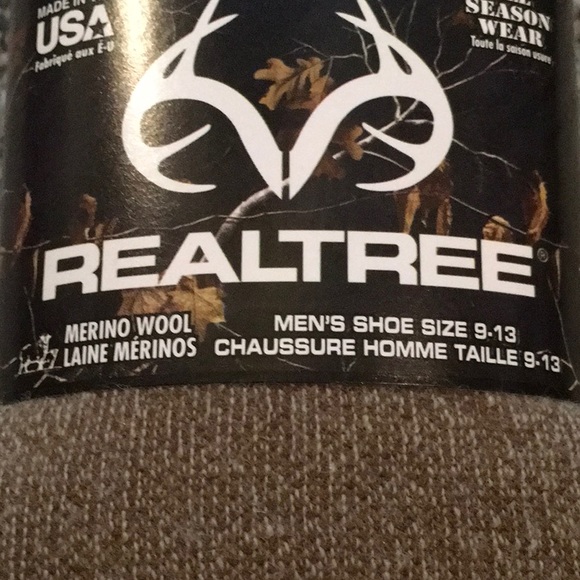 MADE IN
USA
Fabriqué aux É-U
SEASON
WEAR
Toute la saison usure
REALTREE®
MERINO WOOL
LAINE MÉRINOS
MEN'S SHOE SIZE 9-13
CHAUSSURE HOMME TAILLE 9-13